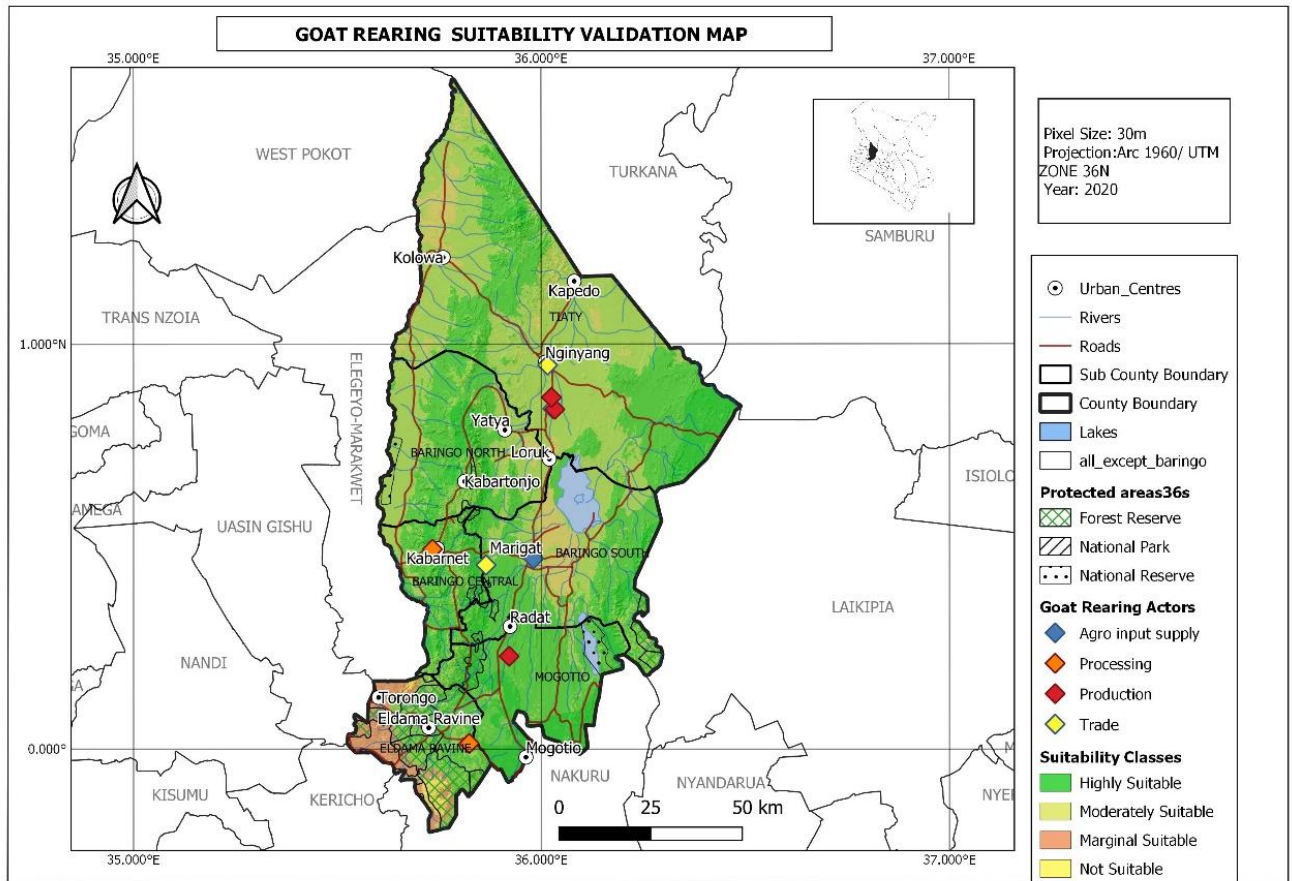 GOAT REARING SUITABILITY VALIDATION MAP
35.000°E
36.000°E
37.000°E
WEST POKOT
TURKANA
SAMBURU
TRANS NZOIA
Kolowa
Kapedo
TIATY
1.000°N
Nginyang
ELEGEYO-MARAKWET
GOMA
Yatya
BARINGO NORTH
Loruk
Kabartonjo
ISIOLO
AMEGA
UASIN GISHU
Marigat
BARINGO SOUTH
Kabarnet
BARINGO CENTRAL
LAIKIPIA
Radat
NANDI
MOGOTIO
Torongo
Eldama Ravine
ELDAMA RAVINE
Mogotio
0.000°
NAKURU
NYANDARUA
KISUMU
KERICHO
NYER
M
GA
0 25 50 km
35.000°E
36.000°E
37.000°E
Pixel Size: 30m
Projection:Arc 1960/ UTM
ZONE 36N
Year: 2020
Urban_Centres
Rivers
Roads
Sub County Boundary
County Boundary
Lakes
all_except_baringo
Protected areas36s
Forest Reserve
National Park
National Reserve
Goat Rearing Actors
Agro input supply
Processing
Production
Trade
Suitability Classes
Highly Suitable
Moderately Suitable
Marginal Suitable
Not Suitable